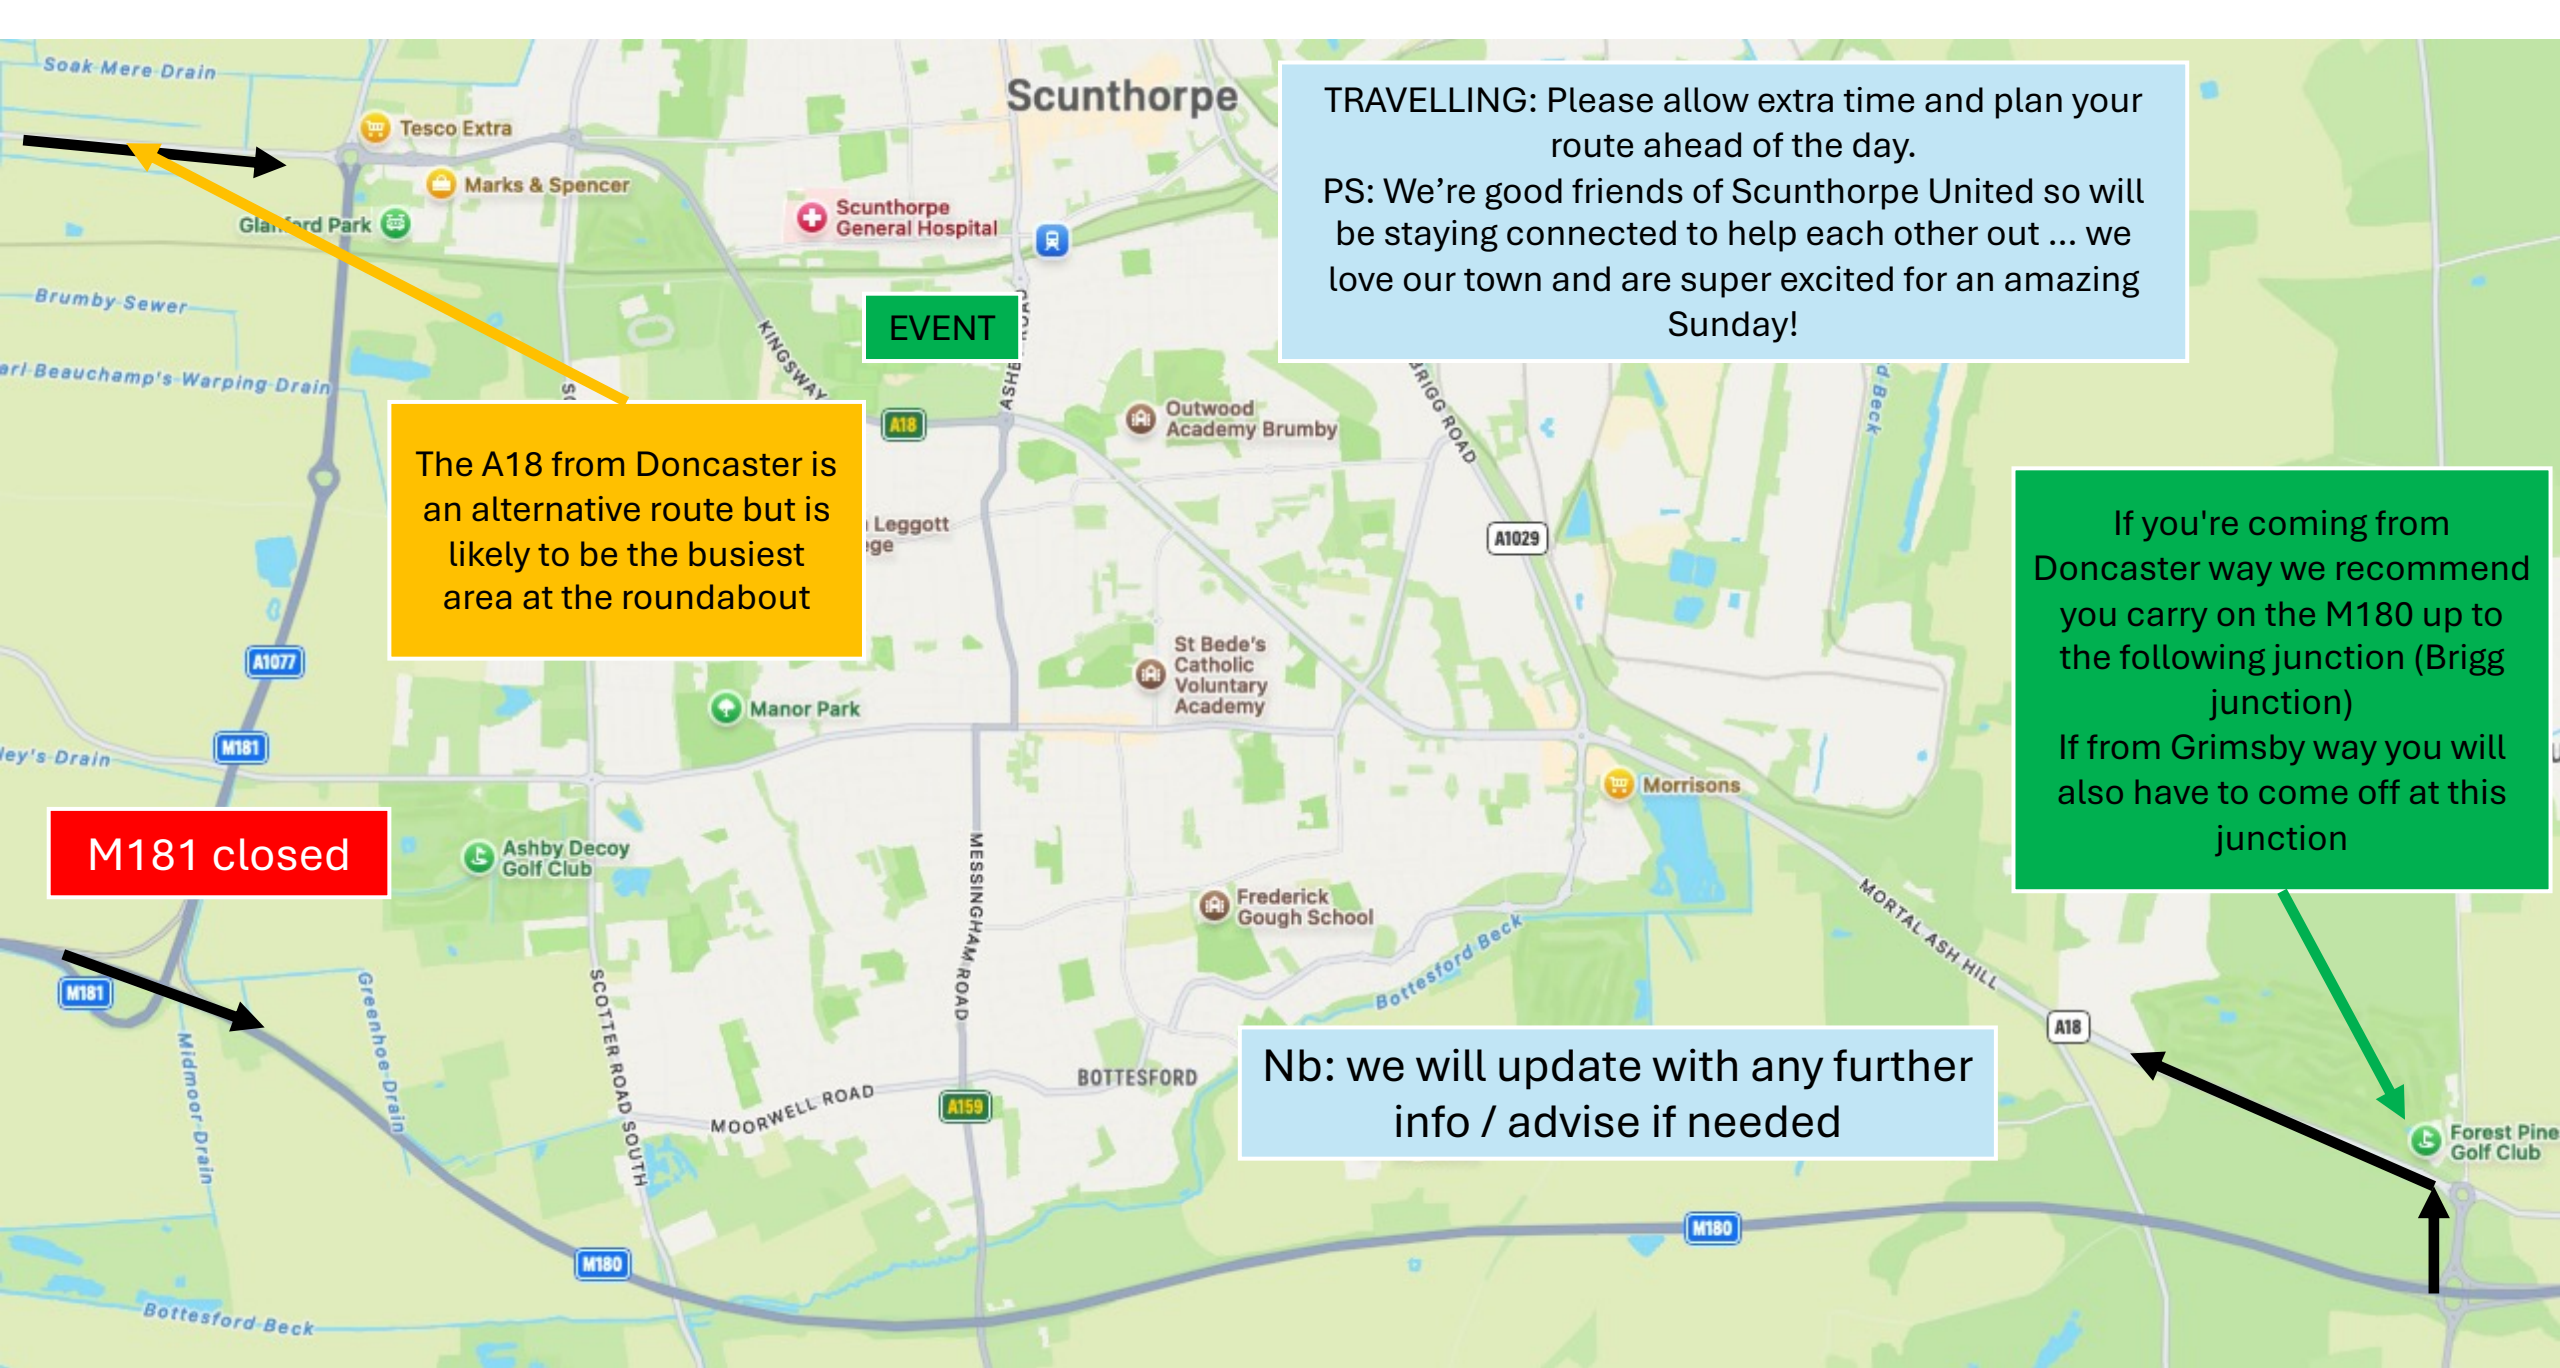 Soak Mere Drain
Scunthorpe
Tesco Extra
Marks & Spencer
Glanford Park
Scunthorpe
General Hospital
TRAVELLING: Please allow extra time and plan your
route ahead of the day.
PS: We’re good friends of Scunthorpe United so will
be staying connected to help each other out ... we
love our town and are super excited for an amazing
Sunday!
Brumby Sewer
EVENT
KINGSWAY
Beauchamp's Warping Drain
BRIGG ROAD
Beck
A18
Outwood
Academy Brumby
The A18 from Doncaster is
an alternative route but is
likely to be the busiest
area at the roundabout
Leggott
A1029
If you're coming from
Doncaster way we recommend
you carry on the M180 up to
the following junction (Brigg
junction)
If from Grimsby way you will
also have to come off at this
junction
A1077
St Bede's
Catholic
Voluntary
Academy
Manor Park
M181
Drain
Morrisons
M181 closed
Ashby Decoy
Golf Club
MESSINGHAM ROAD
Frederick
Gough School
MORTAL ASH HILL
Bottesford Beck
M181
Greenhoe Drain
SCOTTER ROAD SOUTH
Midmoor Drain
A18
Nb: we will update with any further
info / advise if needed
BOTTESFORD
MOORWELL ROAD
A159
Forest Pine
Golf Club
M180
M180
Bottesford Beck